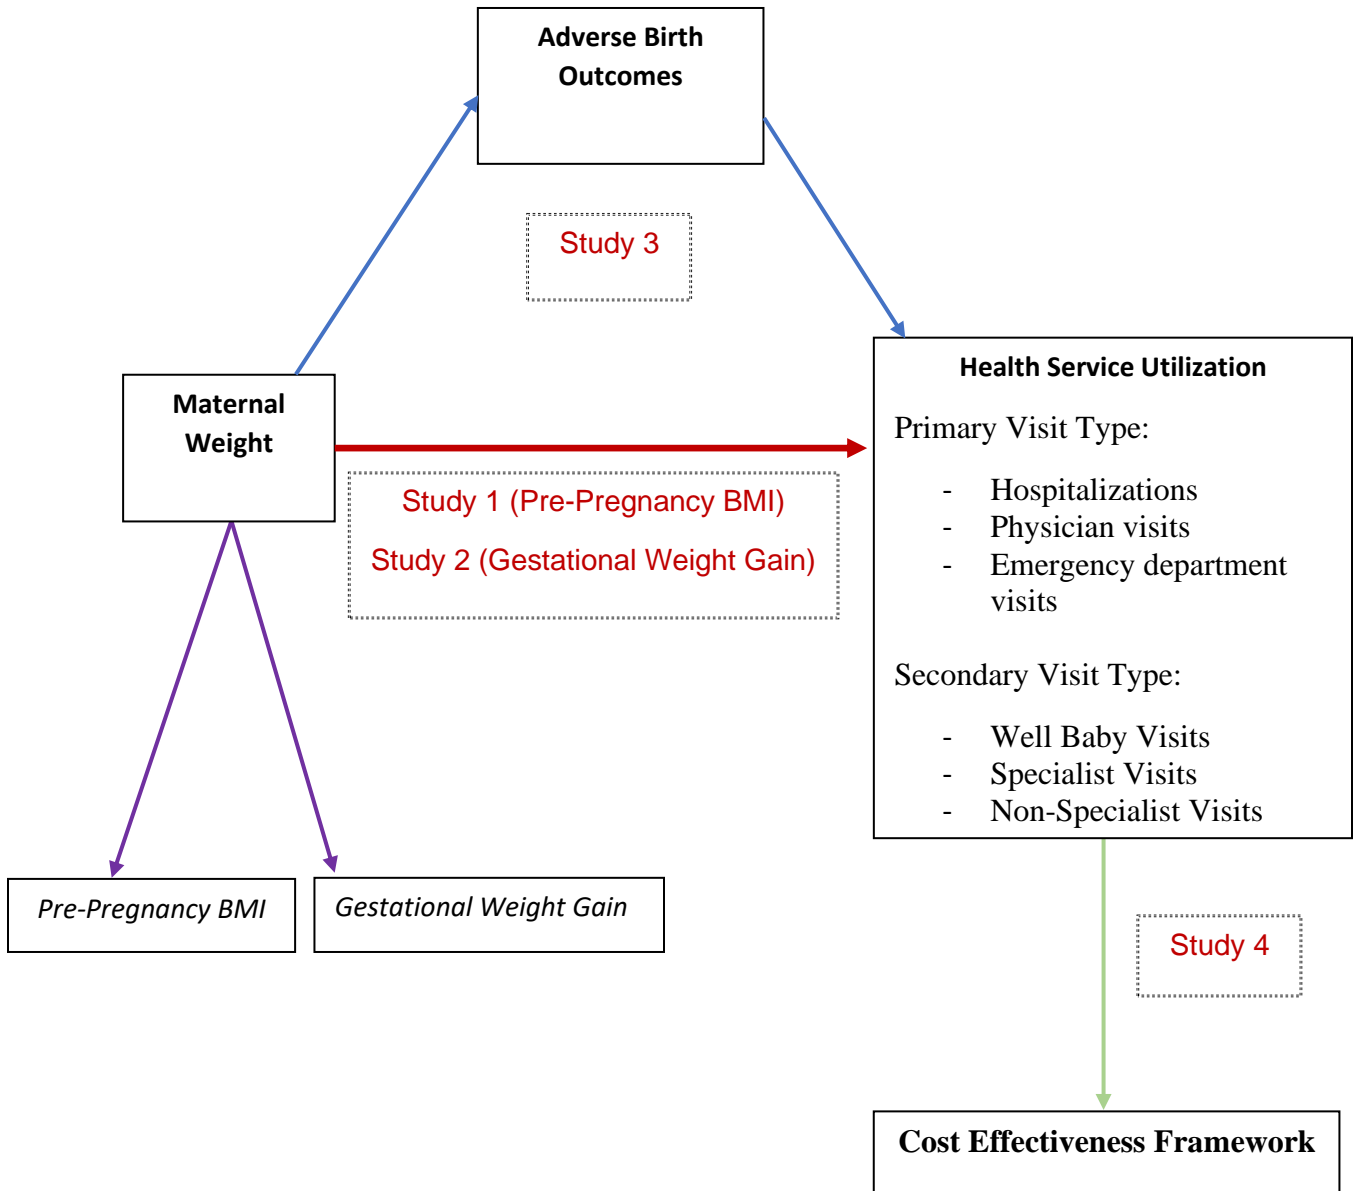 Adverse Birth
Outcomes
Study 3
Maternal
Weight
Study 1 (Pre-Pregnancy BMI)
Study 2 (Gestational Weight Gain)
Health Service Utilization
Primary Visit Type:
- Hospitalizations
- Physician visits
- Emergency department
visits
Secondary Visit Type:
- Well Baby Visits
- Specialist Visits
- Non-Specialist Visits
Pre-Pregnancy BMI
Gestational Weight Gain
Study 4
Cost Effectiveness Framework